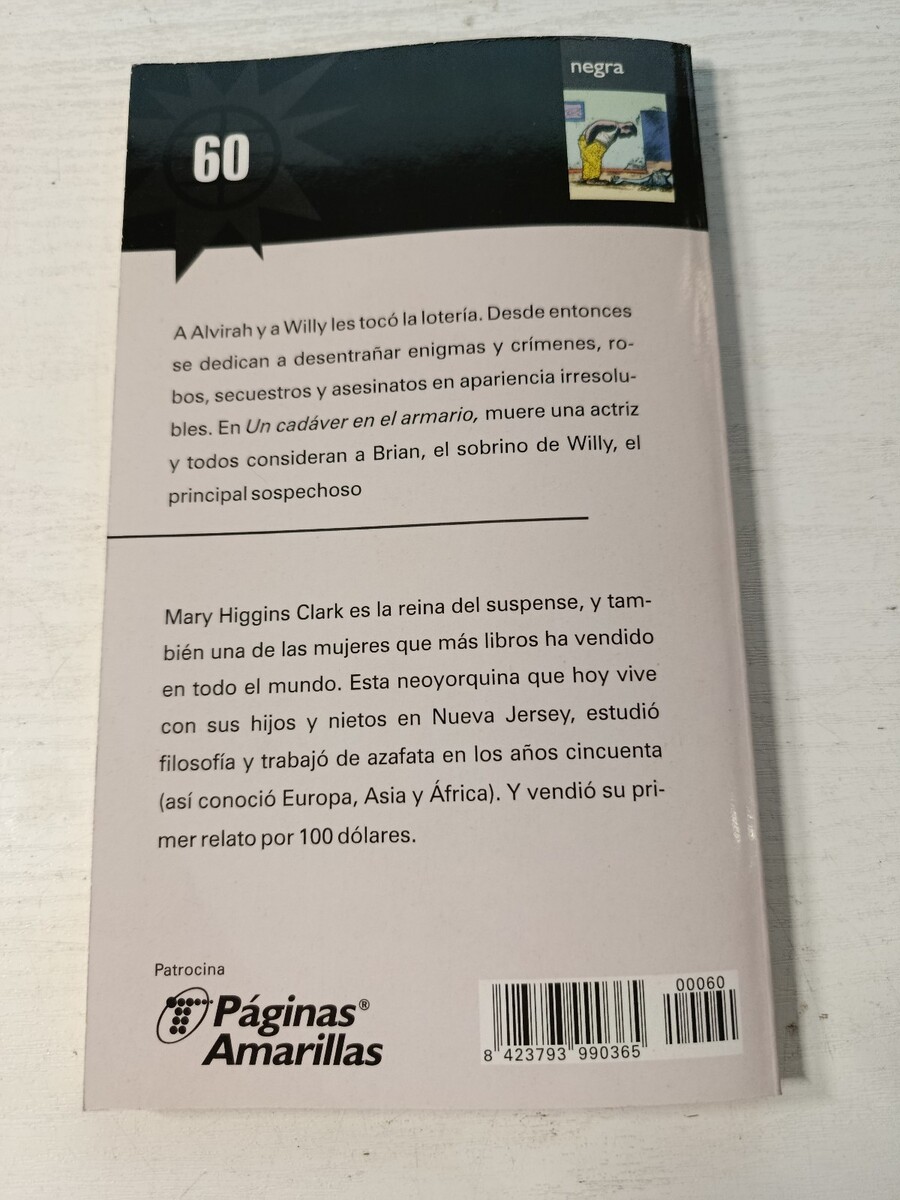 negra
60
A Alvirah y a Willy les tocó la lotería. Desde entonces
se dedican a desentrañar enigmas y crímenes, ro-
bos, secuestros y asesinatos en apariencia irresolu-
bles. En Un cadáver en el armario, muere una actriz
y todos consideran a Brian, el sobrino de Willy, el
principal sospechoso
Mary Higgins Clark es la reina del suspense, y tam-
bién una de las mujeres que más libros ha vendido
en todo el mundo. Esta neoyorquina que hoy vive
con sus hijos y nietos en Nueva Jersey, estudió
filosofía y trabajó de azafata en los años cincuenta
(así conoció Europa, Asia y África). Y vendió su pri-
mer relato por 100 dólares.
Patrocina
Páginas®
Amarillas
00060
8 423793 990365